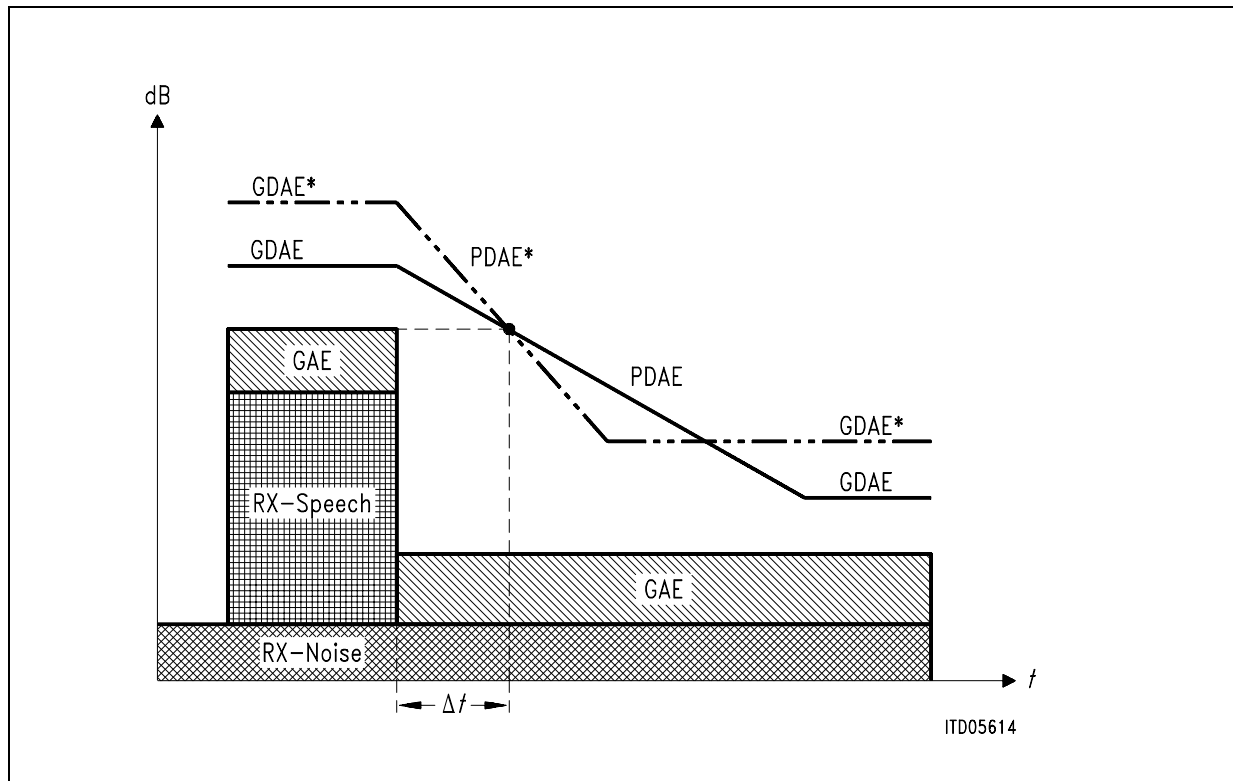 dB
GDAE*
GDAE
PDAE*
GAE
PDAE
GDAE*
RX-Speech
GDAE
GAE
RX-Noise
t
Δt
ITD05614